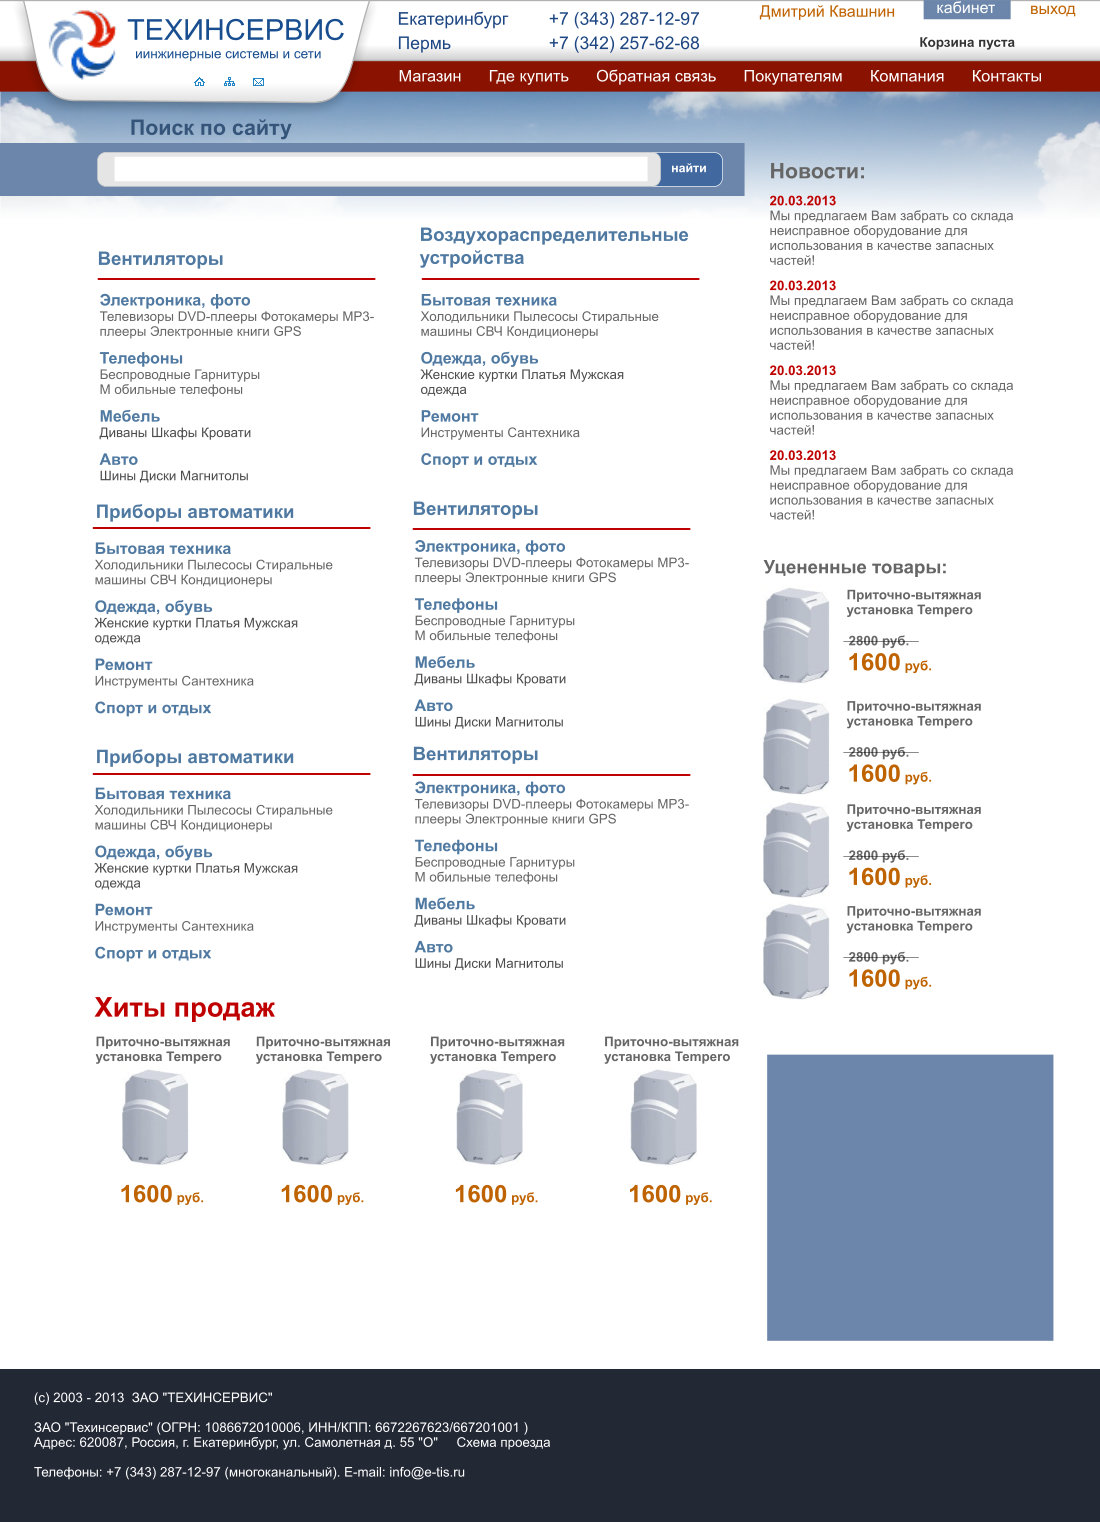 ТЕХИНСЕРВИС
иинжинерные системы и сети
Екатеринбург +7 (343) 287-12-97
Пермь +7 (342) 257-62-68
Дмитрий Квашнин кабинет выход
Корзина пуста
Магазин Где купить Обратная связь Покупателям Компания Контакты
Поиск по сайту
найти
Вентиляторы
Электроника, фото
Телевизоры DVD-плееры Фотокамеры MP3-
плееры Электронные книги GPS
Телефоны
Беспроводные Гарнитуры
М обильные телефоны
Мебель
Диваны Шкафы Кровати
Авто
Шины Диски Магнитолы
Воздухораспределительные
устройства
Бытовая техника
Холодильники Пылесосы Стиральные
машины СВЧ Кондиционеры
Одежда, обувь
Женские куртки Платья Мужская
одежда
Ремонт
Инструменты Сантехника
Спорт и отдых
Приборы автоматики
Бытовая техника
Холодильники Пылесосы Стиральные
машины СВЧ Кондиционеры
Одежда, обувь
Женские куртки Платья Мужская
одежда
Ремонт
Инструменты Сантехника
Спорт и отдых
Вентиляторы
Электроника, фото
Телевизоры DVD-плееры Фотокамеры MP3-
плееры Электронные книги GPS
Телефоны
Беспроводные Гарнитуры
М обильные телефоны
Мебель
Диваны Шкафы Кровати
Авто
Шины Диски Магнитолы
Приборы автоматики
Бытовая техника
Холодильники Пылесосы Стиральные
машины СВЧ Кондиционеры
Одежда, обувь
Женские куртки Платья Мужская
одежда
Ремонт
Инструменты Сантехника
Спорт и отдых
Вентиляторы
Электроника, фото
Телевизоры DVD-плееры Фотокамеры MP3-
плееры Электронные книги GPS
Телефоны
Беспроводные Гарнитуры
М обильные телефоны
Мебель
Диваны Шкафы Кровати
Авто
Шины Диски Магнитолы
Новости:
20.03.2013
Мы предлагаем Вам забрать со склада
неисправное оборудование для
использования в качестве запасных
частей!
20.03.2013
Мы предлагаем Вам забрать со склада
неисправное оборудование для
использования в качестве запасных
частей!
20.03.2013
Мы предлагаем Вам забрать со склада
неисправное оборудование для
использования в качестве запасных
частей!
20.03.2013
Мы предлагаем Вам забрать со склада
неисправное оборудование для
использования в качестве запасных
частей!
Уцененные товары:
Приточно-вытяжная
установка Tempero
2800 руб.
1600 руб.
Приточно-вытяжная
установка Tempero
2800 руб.
1600 руб.
Приточно-вытяжная
установка Tempero
2800 руб.
1600 руб.
Приточно-вытяжная
установка Tempero
2800 руб.
1600 руб.
Хиты продаж
Приточно-вытяжная
установка Tempero
1600 руб.
Приточно-вытяжная
установка Tempero
1600 руб.
Приточно-вытяжная
установка Tempero
1600 руб.
Приточно-вытяжная
установка Tempero
1600 руб.
(c) 2003 - 2013 ЗАО "ТЕХИНСЕРВИС"
ЗАО "Техинсервис" (ОГРН: 1086672010006, ИНН/КПП: 6672267623/667201001 )
Адрес: 620087, Россия, г. Екатеринбург, ул. Самолетная д. 55 "О" Схема проезда
Телефоны: +7 (343) 287-12-97 (многоканальный). E-mail: info@e-tis.ru